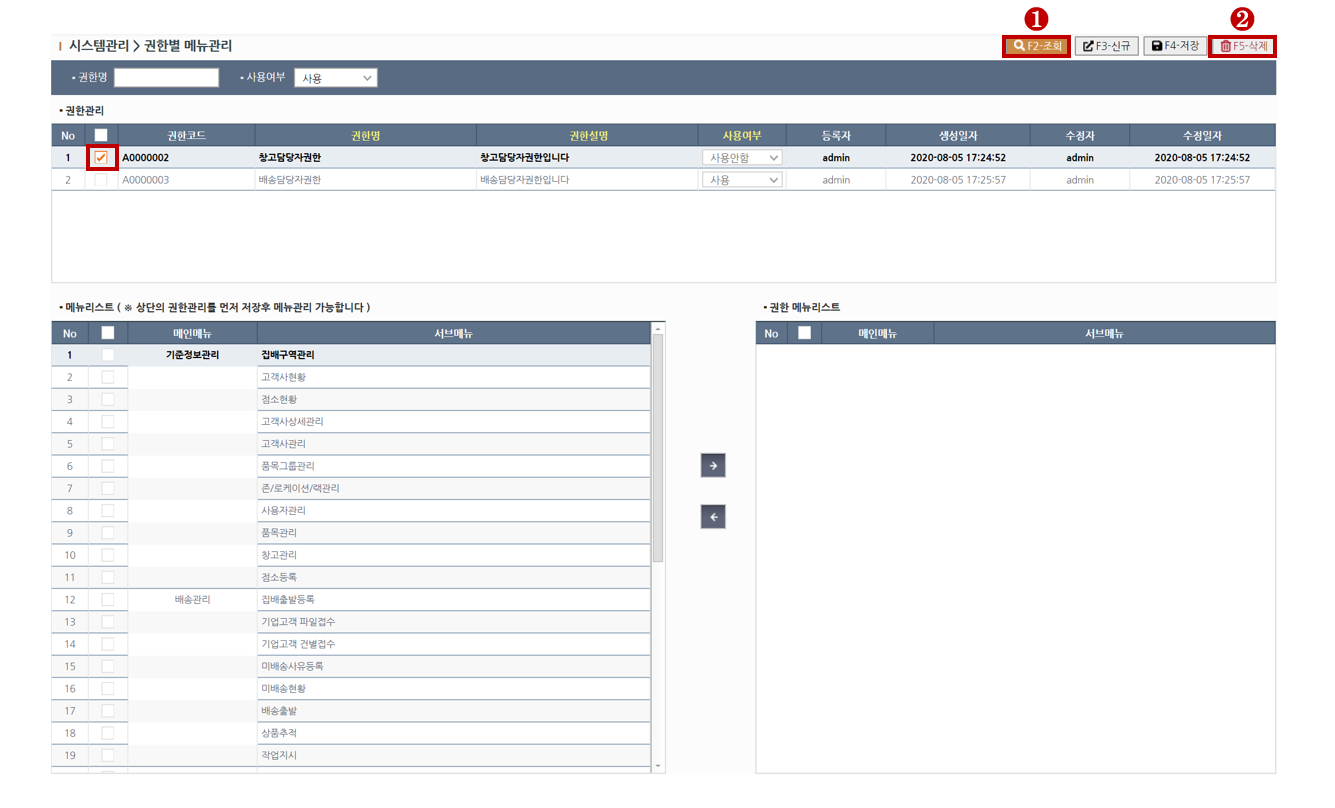 ❶ ❷
시스템관리 > 권한별 메뉴관리 F2-조회 F3-신규 F4-저장 F5-삭제
• 권한명 • 사용여부 사용
• 권한관리
No 권한코드 권한명 권한설명 사용여부 등록자 생성일자 수정자 수정일자
1 A0000002 창고담당자권한 창고담당자권한입니다 사용안함 admin 2020-08-05 17:24:52 admin 2020-08-05 17:24:52
2 A0000003 배송담당자권한 배송담당자권한입니다 사용 admin 2020-08-05 17:25:57 admin 2020-08-05 17:25:57
• 메뉴리스트 ( ※ 상단의 권한관리를 먼저 저장후 메뉴관리 가능합니다 ) • 권한 메뉴리스트
No 메인메뉴 서브메뉴 No 메인메뉴 서브메뉴
1 기준정보관리 집배구역관리
2 고객사현황
3 점소현황
4 고객사상세관리
5 고객사관리
6 품목그룹관리
7 존/로케이션/랙관리
8 사용자관리
9 품목관리
10 창고관리
11 점소등록
12 배송관리 집배출발등록
13 기업고객 파일접수
14 기업고객 건별접수
15 미배송사유등록
16 미배송현황
17 배송출발
18 상품추적
19 작업지시